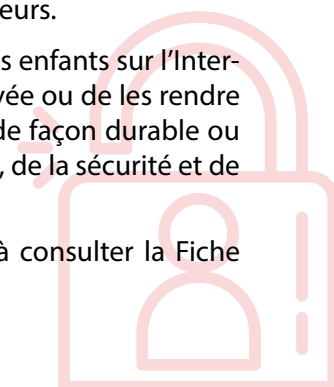 eurs.
s enfants sur l'Inter-
yée ou de les rendre
de façon durable ou
, de la sécurité et de
à consulter la Fiche